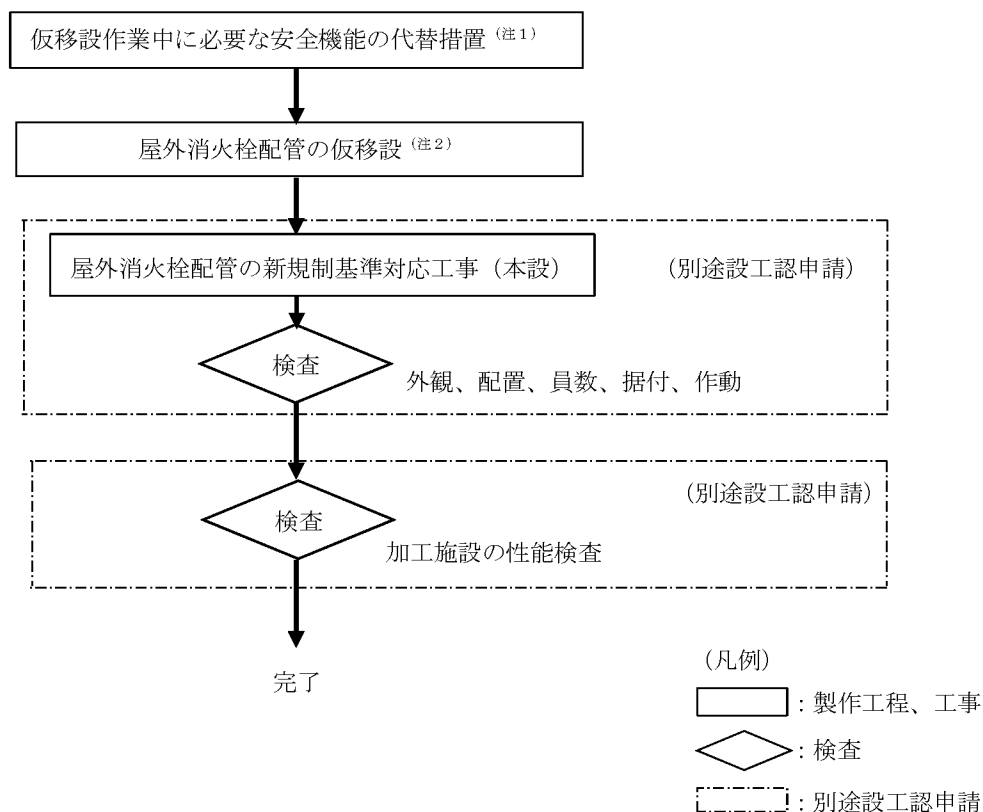 仮移設作業中に必要な安全機能の代替措置（注１）
屋外消火栓配管の仮移設（注２）
屋外消火栓配管の新規制基準対応工事（本設）
（別途設工認申請）
検査
外観、配置、員数、据付、作動
（別途設工認申請）
検査
加工施設の性能検査
完了
（凡例）
：製作工程、工事
：検査
：別途設工認申請